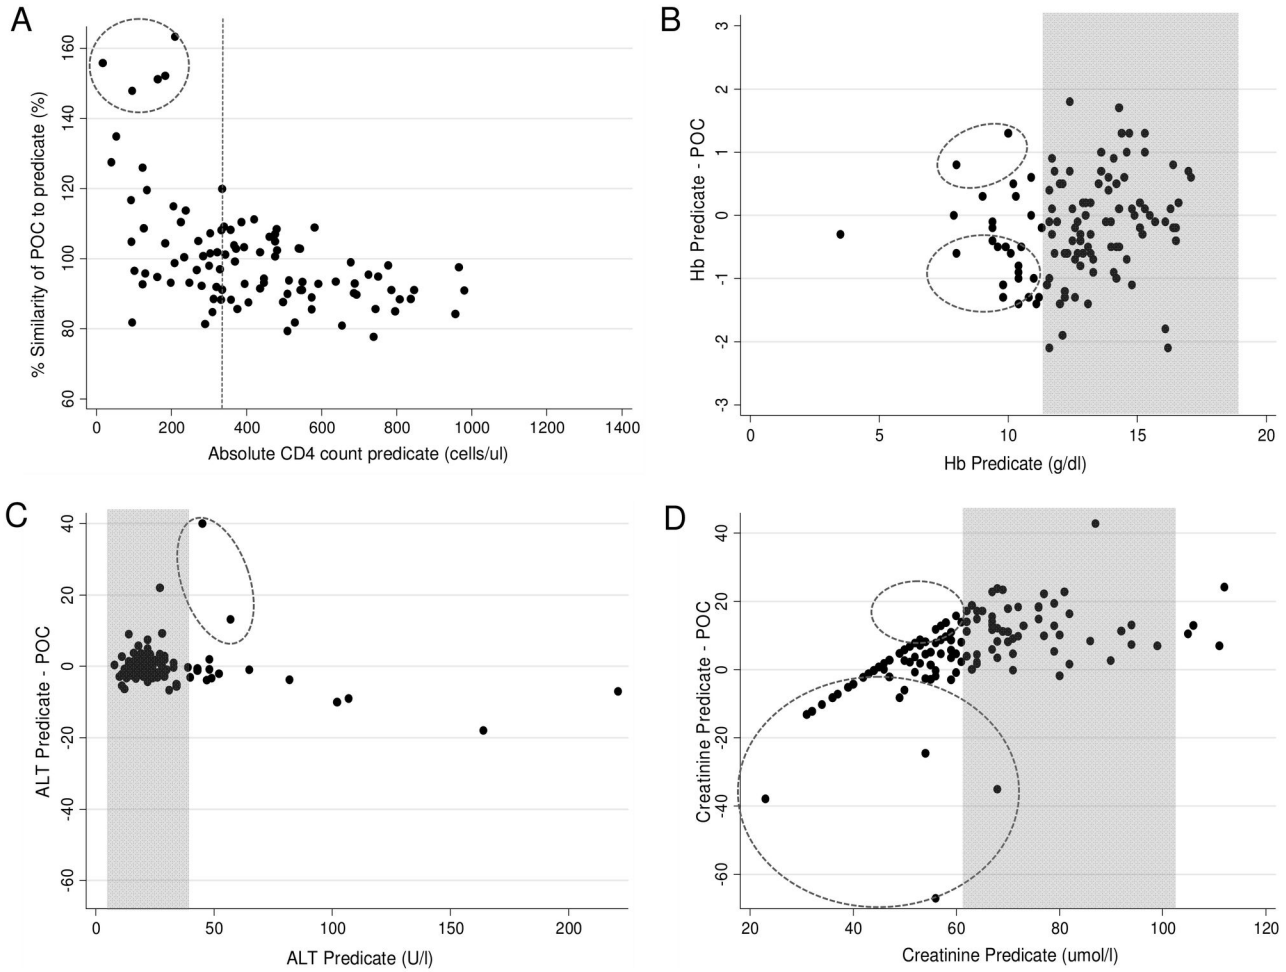 A
% Similarity of POC to predicate (%)
160
140
120
100
80
60
0 200 400 600 800 1000 1200 1400
Absolute CD4 count predicate (cells/ul)
B
Hb Predicate - POC
3
2
1
0
-1
-2
-3
0 5 10 15 20
Hb Predicate (g/dl)
C
ALT Predicate - POC
40
20
0
-20
-40
-60
0 50 100 150 200
ALT Predicate (U/l)
D
Creatinine Predicate - POC
40
20
0
-20
-40
-60
20 40 60 80 100 120
Creatinine Predicate (umol/l)